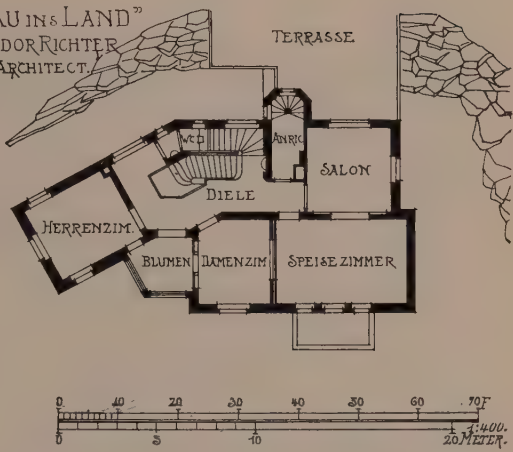 AU INS LAND"
DOR RICHTER
ARCHITECT.
TERRASSE
WC
ANRIC
SALON
DIELE
HERRENZIM.
BLUMEN
DAMENZIM
SPEISEZIMMER
0 10 20 30 40 50 60 70F
1:400.
0 5 10 20 METER.